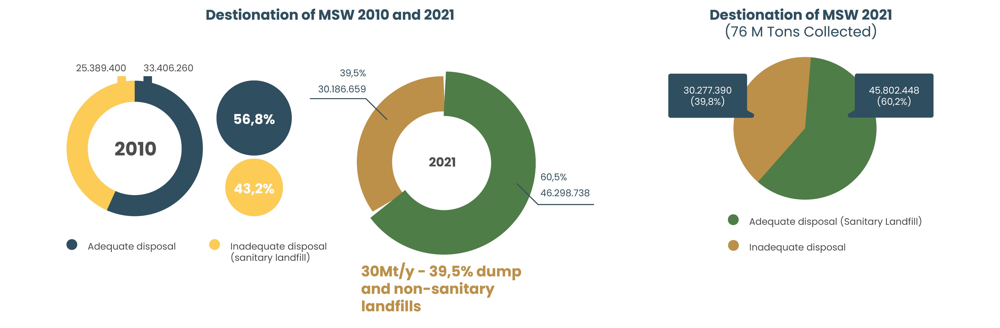 Destionation of MSW 2010 and 2021
25.389.400
33.406.260
2010
56,8%
43,2%
Adequate disposal
Inadequate disposal
(sanitary landfill)
39,5%
30.186.659
2021
60,5%
46.298.738
30Mt/y - 39,5% dump
and non-sanitary
landfills
Destionation of MSW 2021
(76 M Tons Collected)
30.277.390
(39,8%)
45.802.448
(60,2%)
Adequate disposal (Sanitary Landfill)
Inadequate disposal